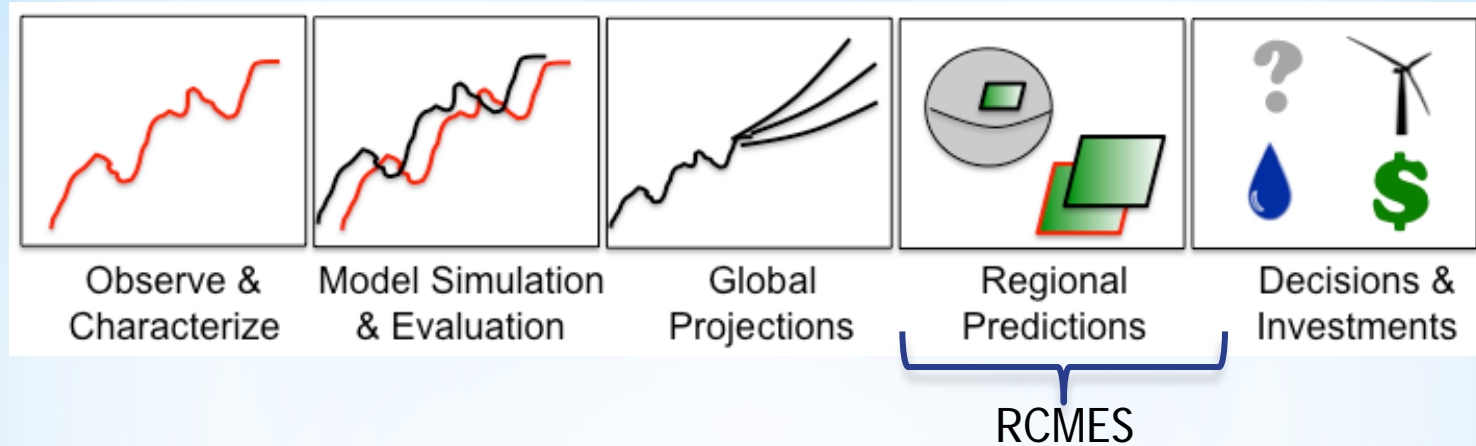 ?
$
Observe &
Characterize
Model Simulation
& Evaluation
Global
Projections
Regional
Predictions
Decisions &
Investments
RCMES